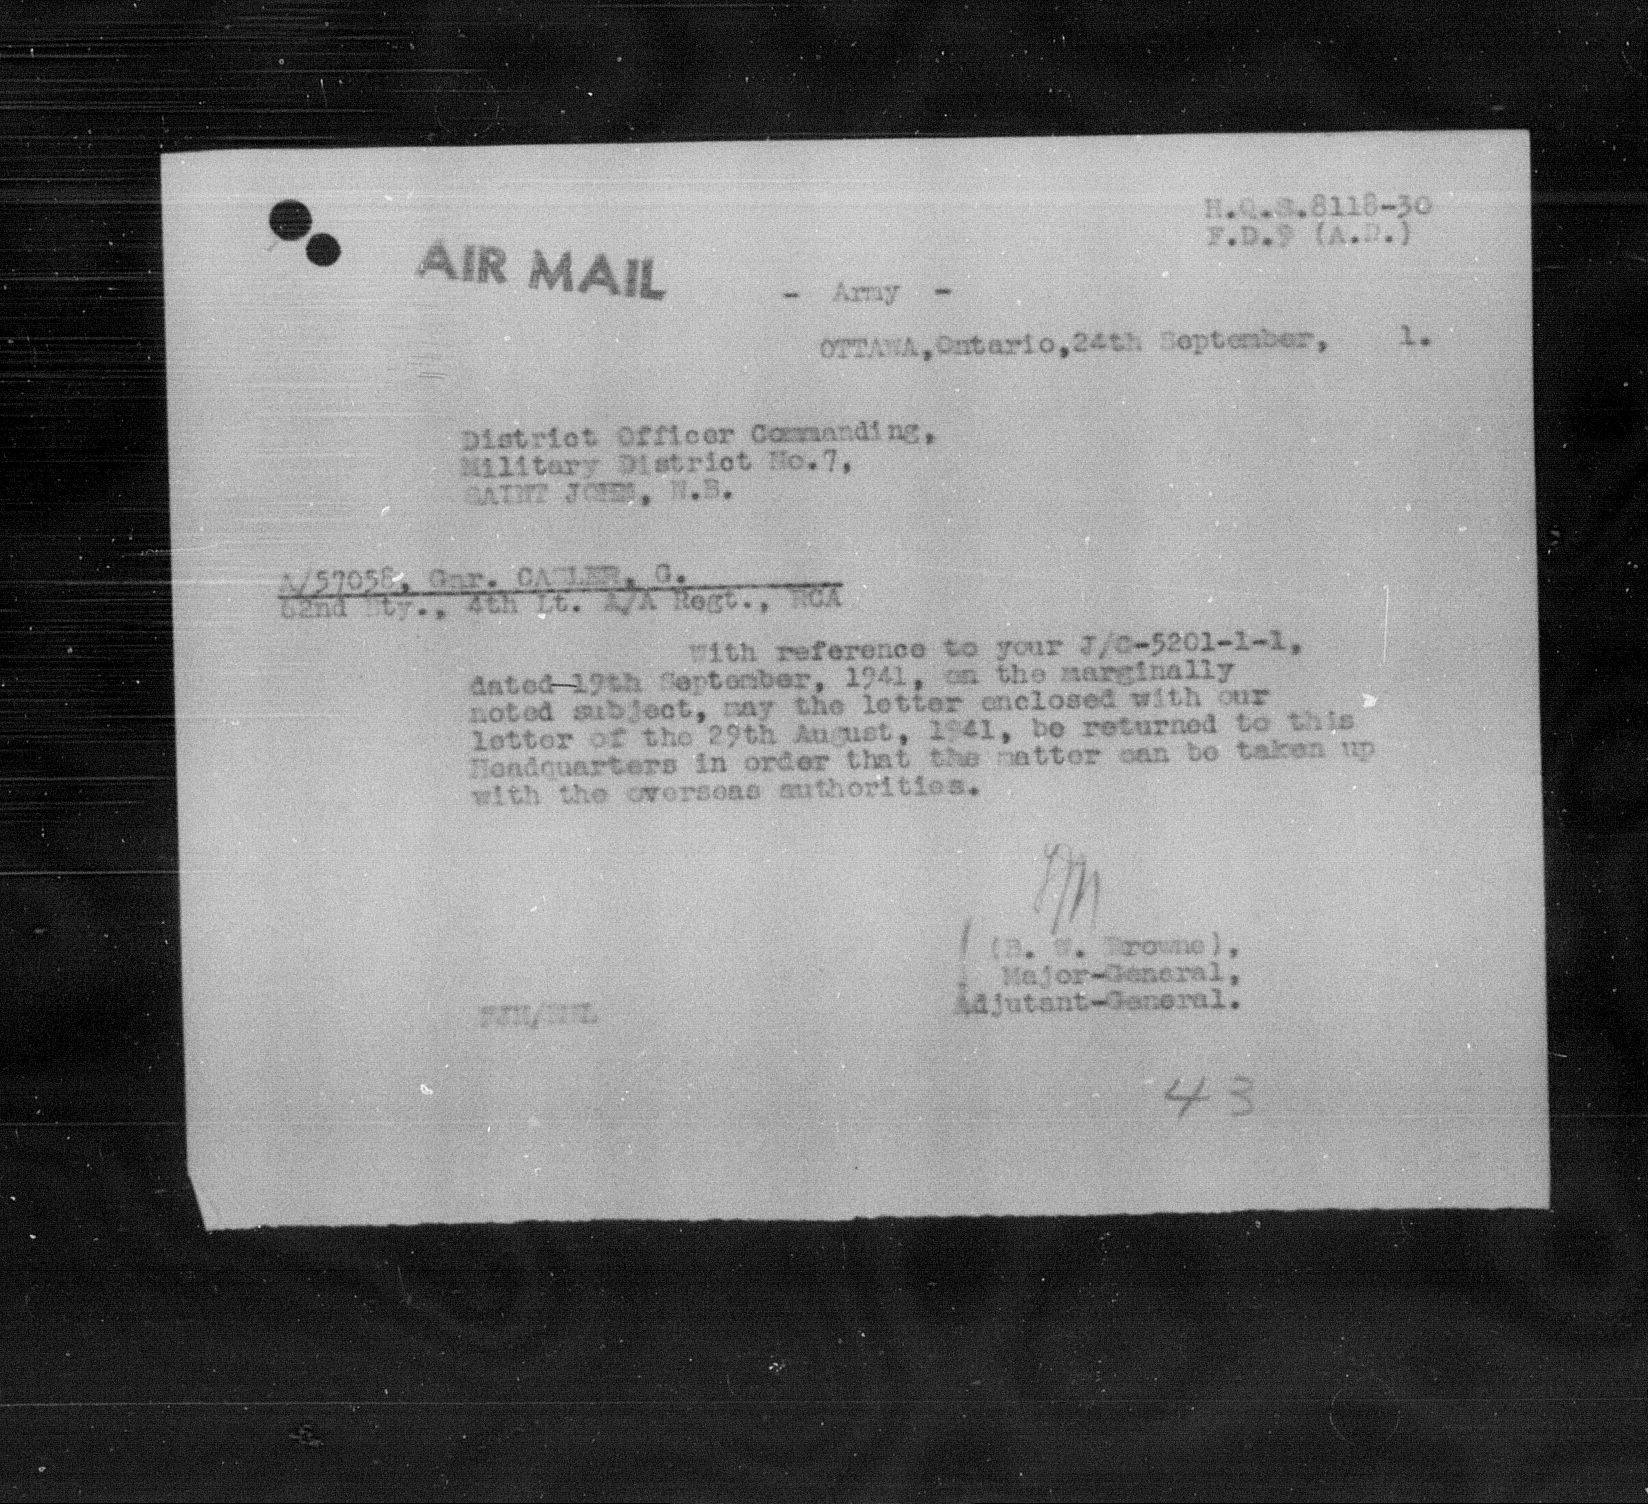 H.Q.S.8118-30
F.D.9 (A.D.)
AIR MAIL
- Army -
OTTAWA,Ontario,24th September, 1.
District Officer Commanding,
Military District No.7,
SAINT JOHN, N.B.
A/57058, Gnr. G.
62nd Bty., 4th Lt. A/A Regt., RCA
With reference to your J/C-5201-1-1,
dated 19th September, 1941, on the marginally
noted subject, may the letter enclosed with our
letter of the 29th August, 1941, be returned to this
Headquarters in order that the matter can be taken up
with the overseas authorities.
(B. W. Browne),
Major-General,
Adjutant-General.
43